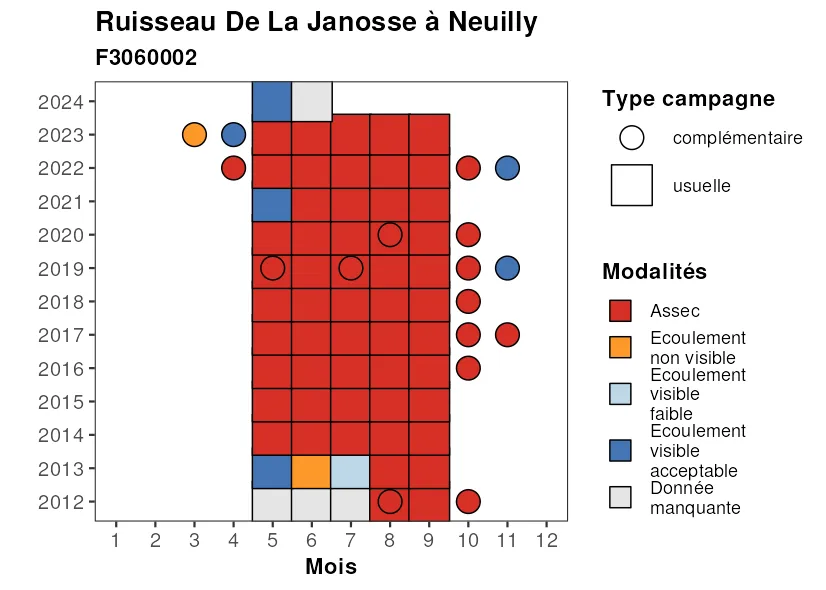 Ruisseau De La Janosse à Neuilly
F3060002
2024
2023
2022
2021
2020
2019
2018
2017
2016
2015
2014
2013
2012
1 2 3 4 5 6 7 8 9 10 11 12
Mois
Type campagne
complémentaire
usuelle
Modalités
Assec
Ecoulement
non visible
Ecoulement
visible
faible
Ecoulement
visible
acceptable
Donnée
manquante